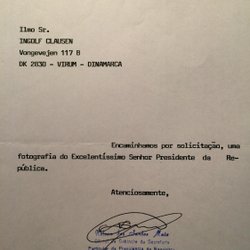 Ilmo Sr.
INGOLF CLAUSEN
Vongevejen 117 B
DK 2830 - VIRUM - DINAMARCA
Encaminhamos por solicitação, uma
fotografia do Excelentíssimo Senhor Presidente da Re-
pública.
Atenciosamente,